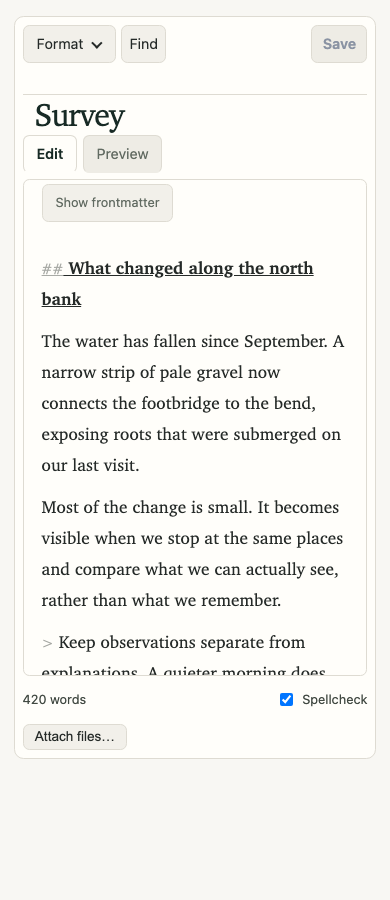 Format
Find
Save
Survey
Edit
Preview
Show frontmatter
## What changed along the north
bank
The water has fallen since September. A
narrow strip of pale gravel now
connects the footbridge to the bend,
exposing roots that were submerged on
our last visit.
Most of the change is small. It becomes
visible when we stop at the same places
and compare what we can actually see,
rather than what we remember.
> Keep observations separate from
explanations. A quieter morning does
420 words
Spellcheck
Attach files…